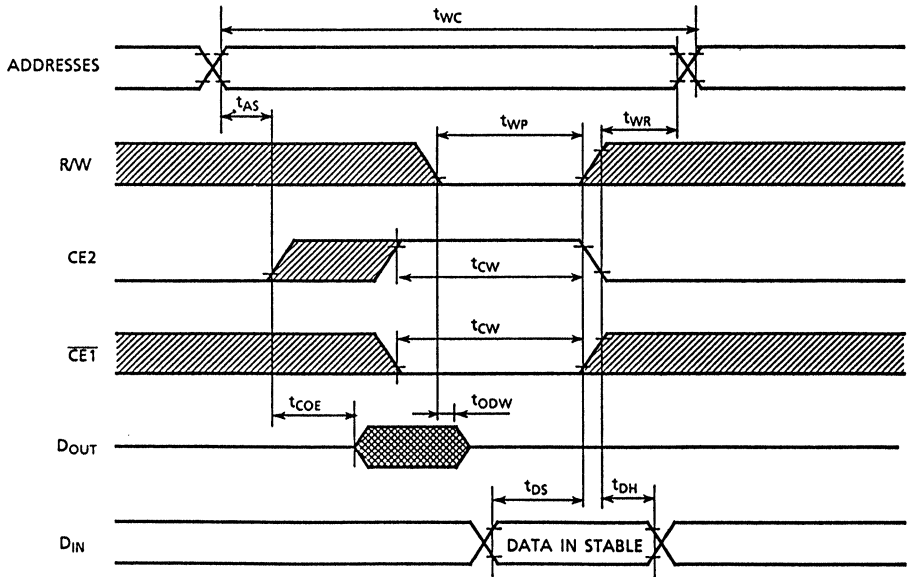 tWC
ADDRESSES
tAS
tWP
tWR
R/W
CE2
tCW
CE1
tCW
tCOE
tODW
DOUT
tDS
tDH
DIN
DATA IN STABLE